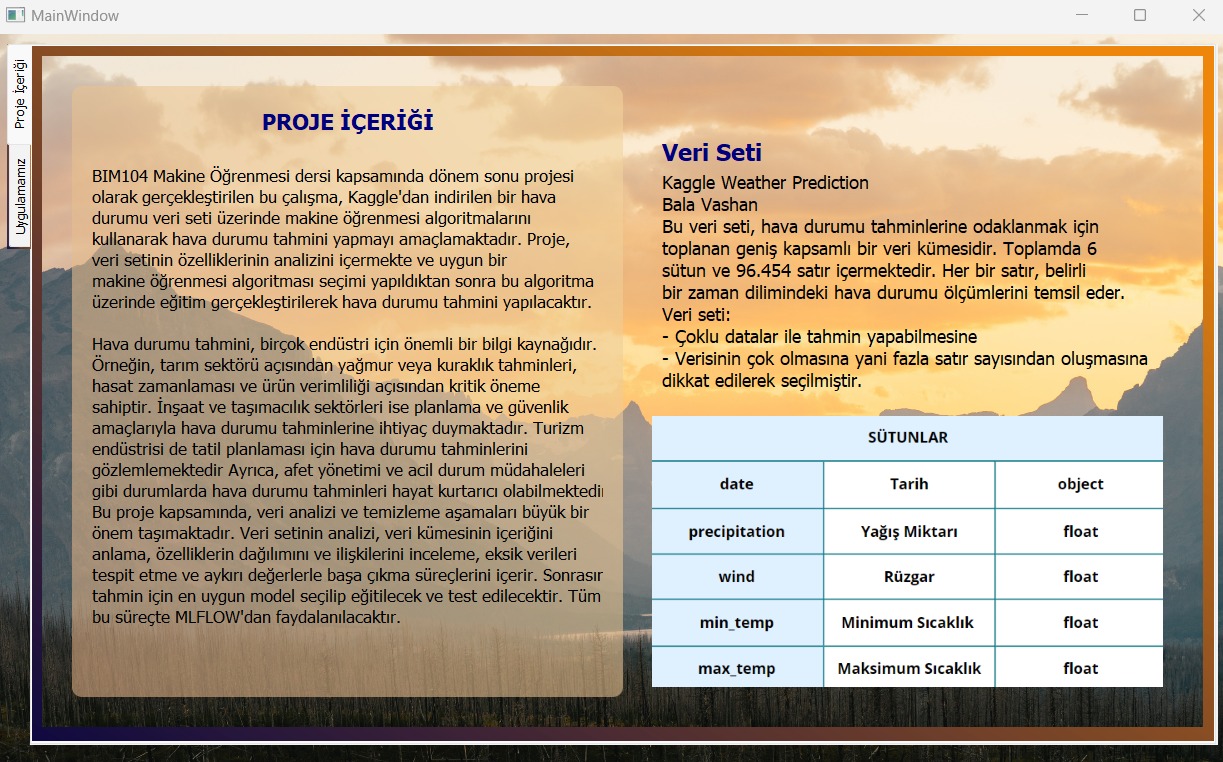 MainWindow
Proje İçeriği
Uygulamamız
PROJE İÇERİĞİ
BIM104 Makine Öğrenmesi dersi kapsamında dönem sonu projesi
olarak gerçekleştirilen bu çalışma, Kaggle'dan indirilen bir hava
durumu veri seti üzerinde makine öğrenmesi algoritmalarını
kullanarak hava durumu tahmini yapmayı amaçlamaktadır. Proje,
veri setinin özelliklerinin analizini içermekte ve uygun bir
makine öğrenmesi algoritması seçimi yapıldıktan sonra bu algoritma
üzerinde eğitim gerçekleştirilerek hava durumu tahmini yapılacaktır.
Hava durumu tahmini, birçok endüstri için önemli bir bilgi kaynağıdır.
Örneğin, tarım sektörü açısından yağmur veya kuraklık tahminleri,
hasat zamanlaması ve ürün verimliliği açısından kritik öneme
sahiptir. İnşaat ve taşımacılık sektörleri ise planlama ve güvenlik
amaçlarıyla hava durumu tahminlerine ihtiyaç duymaktadır. Turizm
endüstrisi de tatil planlaması için hava durumu tahminlerini
gözlemlemektedir Ayrıca, afet yönetimi ve acil durum müdahaleleri
gibi durumlarda hava durumu tahminleri hayat kurtarıcı olabilmektedi
Bu proje kapsamında, veri analizi ve temizleme aşamaları büyük bir
önem taşımaktadır. Veri setinin analizi, veri kümesinin içeriğini
anlama, özelliklerin dağılımını ve ilişkilerini inceleme, eksik verileri
tespit etme ve aykırı değerlerle başa çıkma süreçlerini içerir. Sonrasır
tahmin için en uygun model seçilip eğitilecek ve test edilecektir. Tüm
bu süreçte MLFLOW'dan faydalanılacaktır.
Veri Seti
Kaggle Weather Prediction
Bala Vashan
Bu veri seti, hava durumu tahminlerine odaklanmak için
toplanan geniş kapsamlı bir veri kümesidir. Toplamda 6
sütun ve 96.454 satır içermektedir. Her bir satır, belirli
bir zaman dilimindeki hava durumu ölçümlerini temsil eder.
Veri seti:
- Çoklu datalar ile tahmin yapabilmesine
- Verisinin çok olmasına yani fazla satır sayısından oluşmasına
dikkat edilerek seçilmiştir.
SÜTUNLAR
date Tarih object
precipitation Yağış Miktarı float
wind Rüzgar float
min_temp Minimum Sıcaklık float
max_temp Maksimum Sıcaklık float